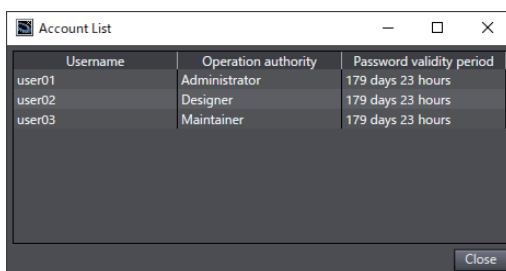 Account List
Username Operation authority Password validity period
user01 Administrator 179 days 23 hours
user02 Designer 179 days 23 hours
user03 Maintainer 179 days 23 hours
Close